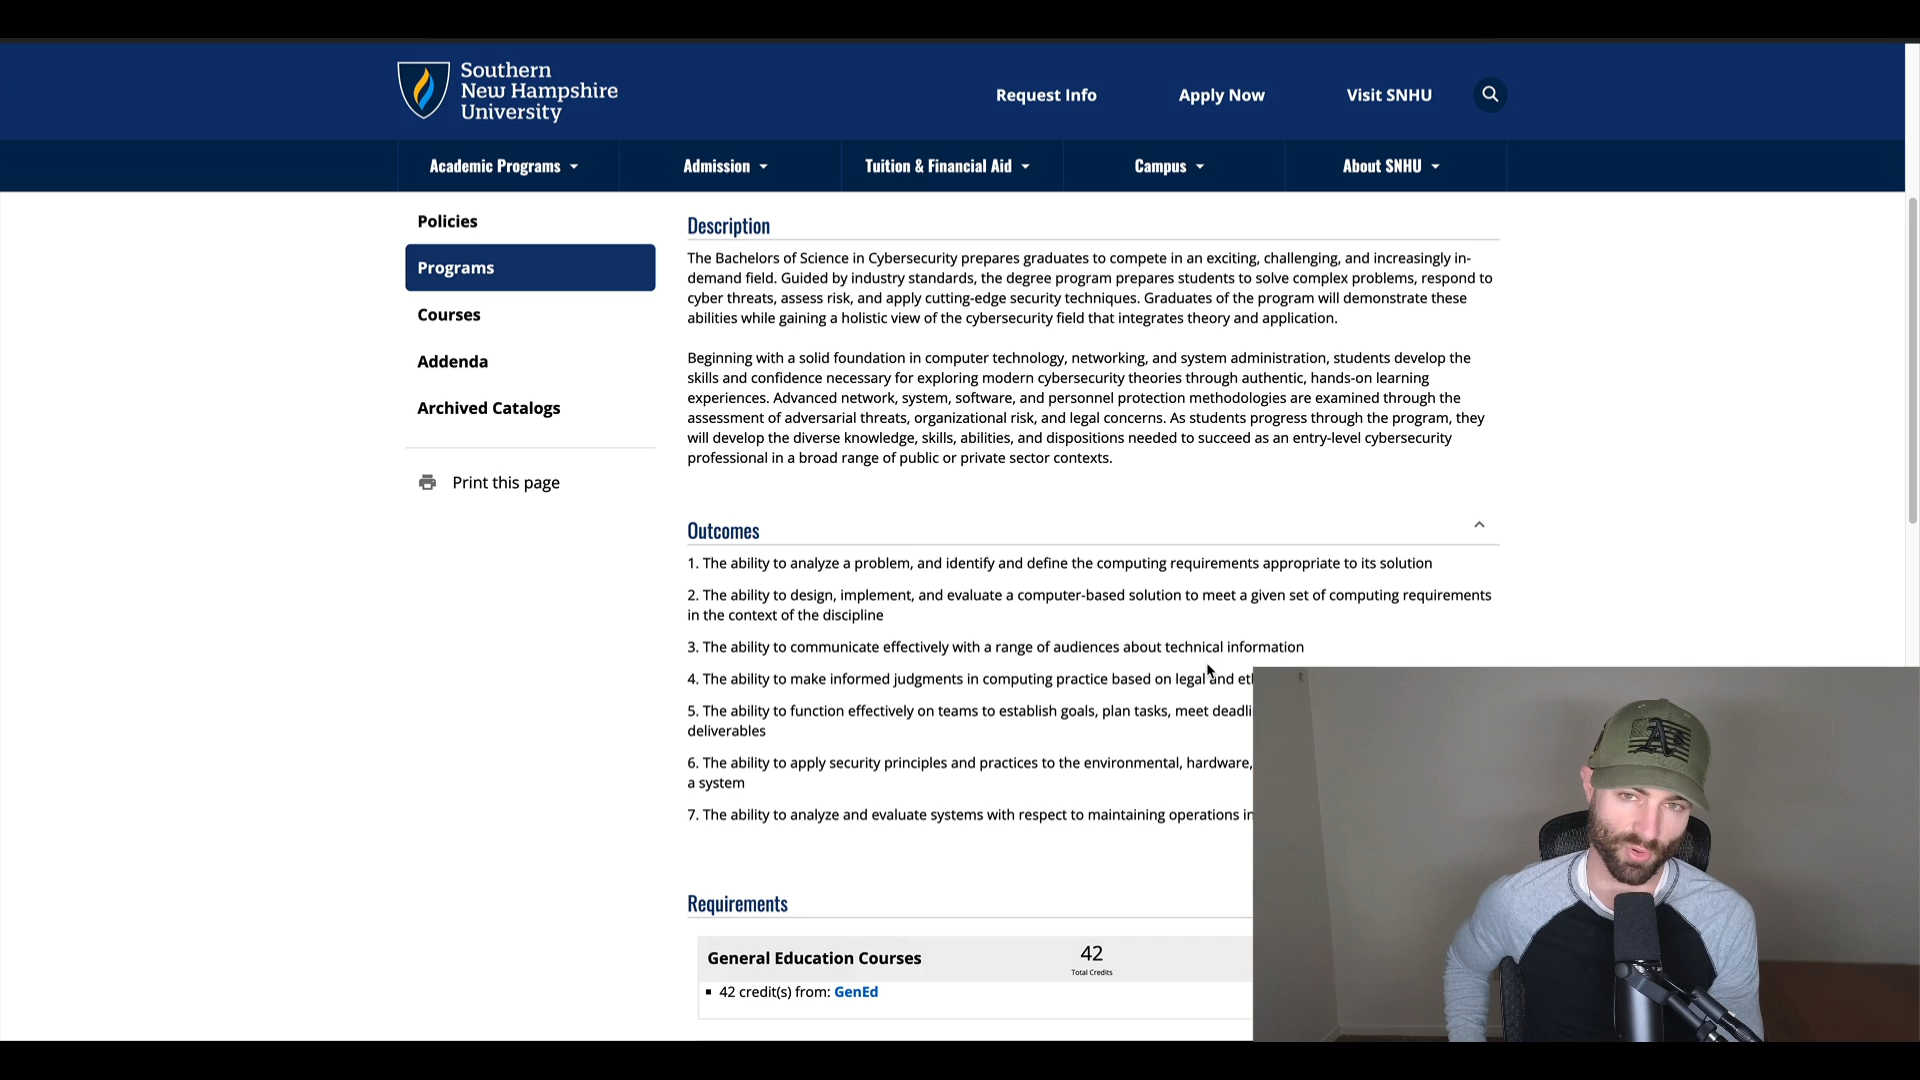 Southern
New Hampshire
University
Request Info
Apply Now
Visit SNHU
Academic Programs
Admission
Tuition & Financial Aid
Campus
About SNHU
Policies
Programs
Courses
Addenda
Archived Catalogs
Print this page
Description
The Bachelors of Science in Cybersecurity prepares graduates to compete in an exciting, challenging, and increasingly in-
demand field. Guided by industry standards, the degree program prepares students to solve complex problems, respond to
cyber threats, assess risk, and apply cutting-edge security techniques. Graduates of the program will demonstrate these
abilities while gaining a holistic view of the cybersecurity field that integrates theory and application.
Beginning with a solid foundation in computer technology, networking, and system administration, students develop the
skills and confidence necessary for exploring modern cybersecurity theories through authentic, hands-on learning
experiences. Advanced network, system, software, and personnel protection methodologies are examined through the
assessment of adversarial threats, organizational risk, and legal concerns. As students progress through the program, they
will develop the diverse knowledge, skills, abilities, and dispositions needed to succeed as an entry-level cybersecurity
professional in a broad range of public or private sector contexts.
Outcomes
1. The ability to analyze a problem, and identify and define the computing requirements appropriate to its solution
2. The ability to design, implement, and evaluate a computer-based solution to meet a given set of computing requirements
in the context of the discipline
3. The ability to communicate effectively with a range of audiences about technical information
4. The ability to make informed judgments in computing practice based on legal and
5. The ability to function effectively on teams to establish goals, plan tasks, meet
deliverables
6. The ability to apply security principles and practices to the environmental, hardware,
a system
7. The ability to analyze and evaluate systems with respect to maintaining operations
Requirements
General Education Courses
42
Total Credits
42 credit(s) from: GenEd
A's